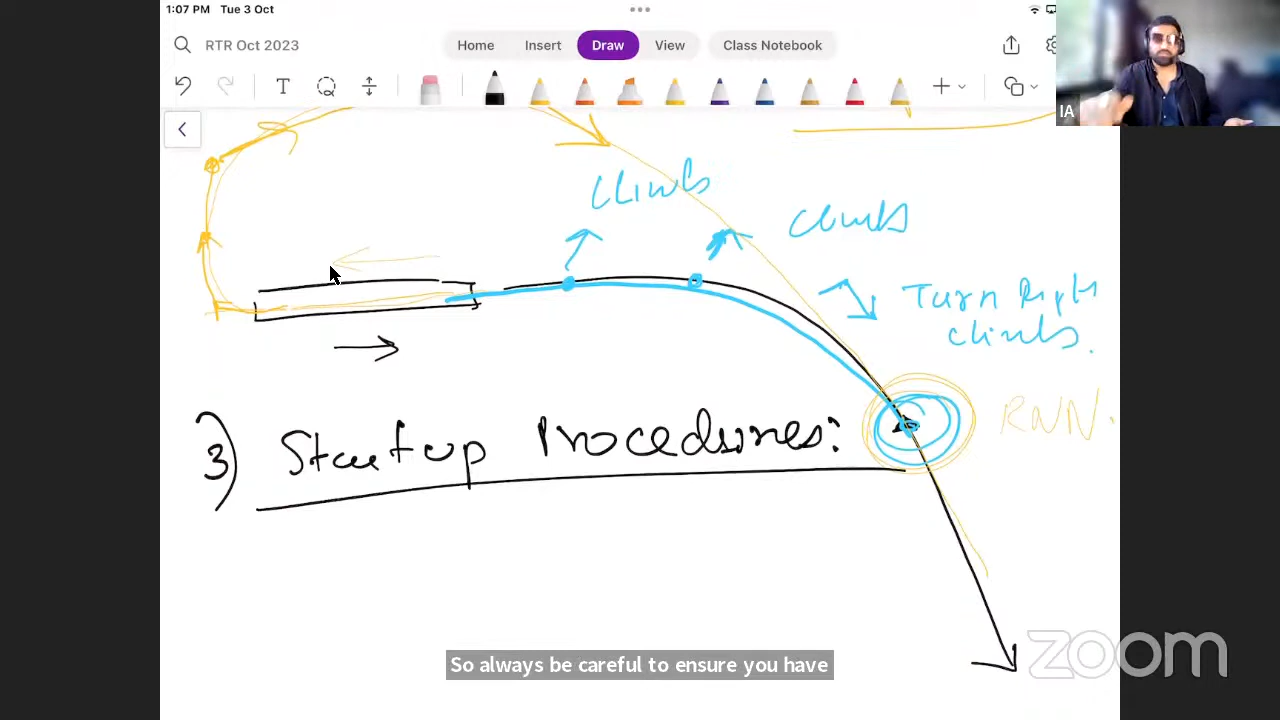 1:07 PM Tue 3 Oct
RTR Oct 2023
Home Insert Draw View Class Notebook
IA
Climb
Climb
Turn Right
climb.
RNN.
3) Startup Procedures:
So always be careful to ensure you have
zoom